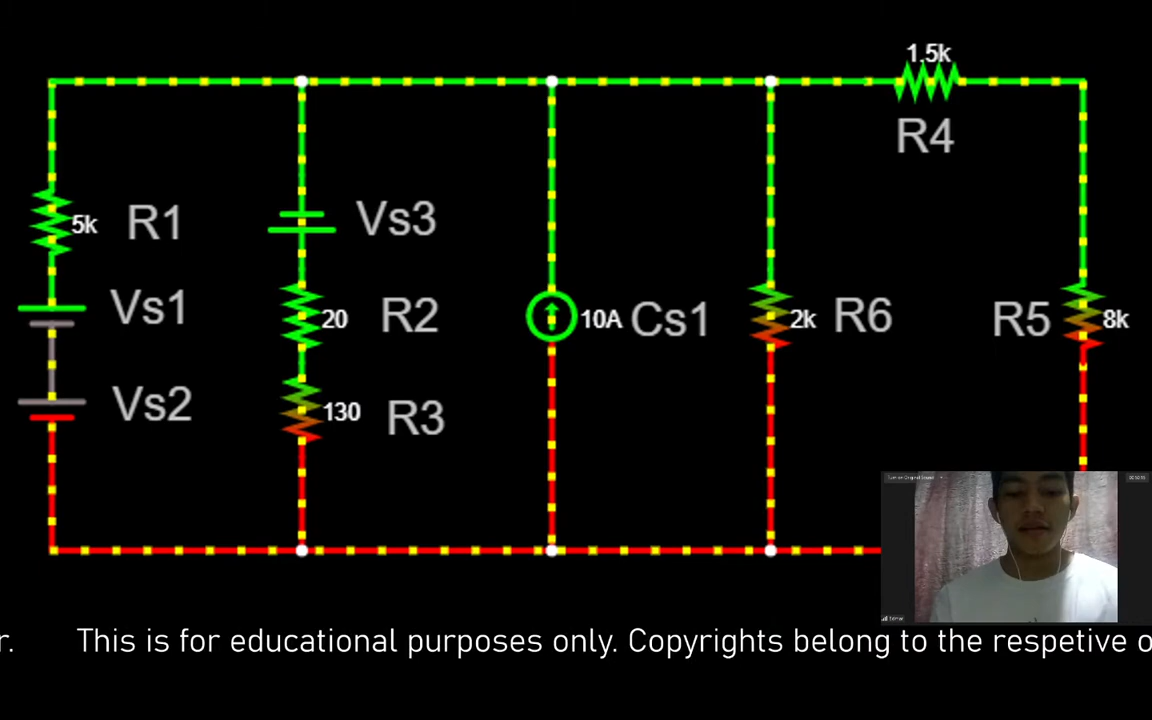 1.5k
R4
5k
R1
Vs3
Vs1
20
R2
10A
Cs1
2k
R6
R5
8k
Vs2
130
R3
r.
This is for educational purposes only. Copyrights belong to the respetive o